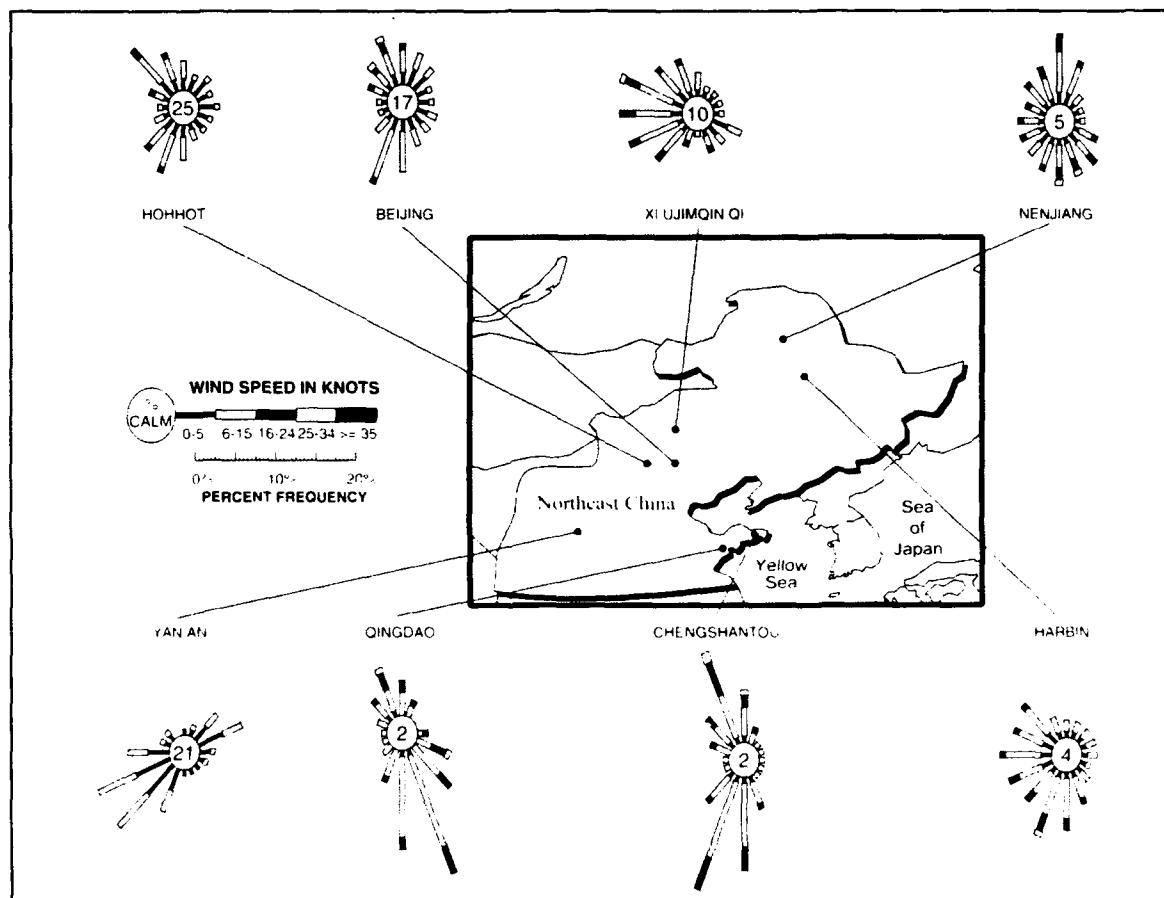 25
17
10
5
HOHHOT
BEIJING
XI UJIMQIN QI
NENJIANG
WIND SPEED IN KNOTS
%
CALM
0-5 6-15 16-24 25-34 >= 35
0% 10% 20%
PERCENT FREQUENCY
Northeast China
Sea
of
Japan
Yellow
Sea
YAN AN
QINGDAO
CHENGSHANTOU
HARBIN
21
2
2
4